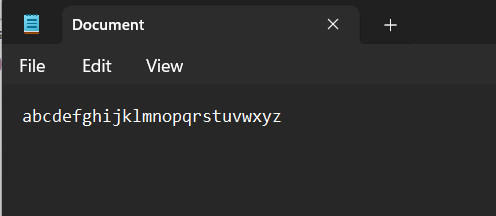 Document
File Edit View
abcdefghijklmnopqrstuvwxyz